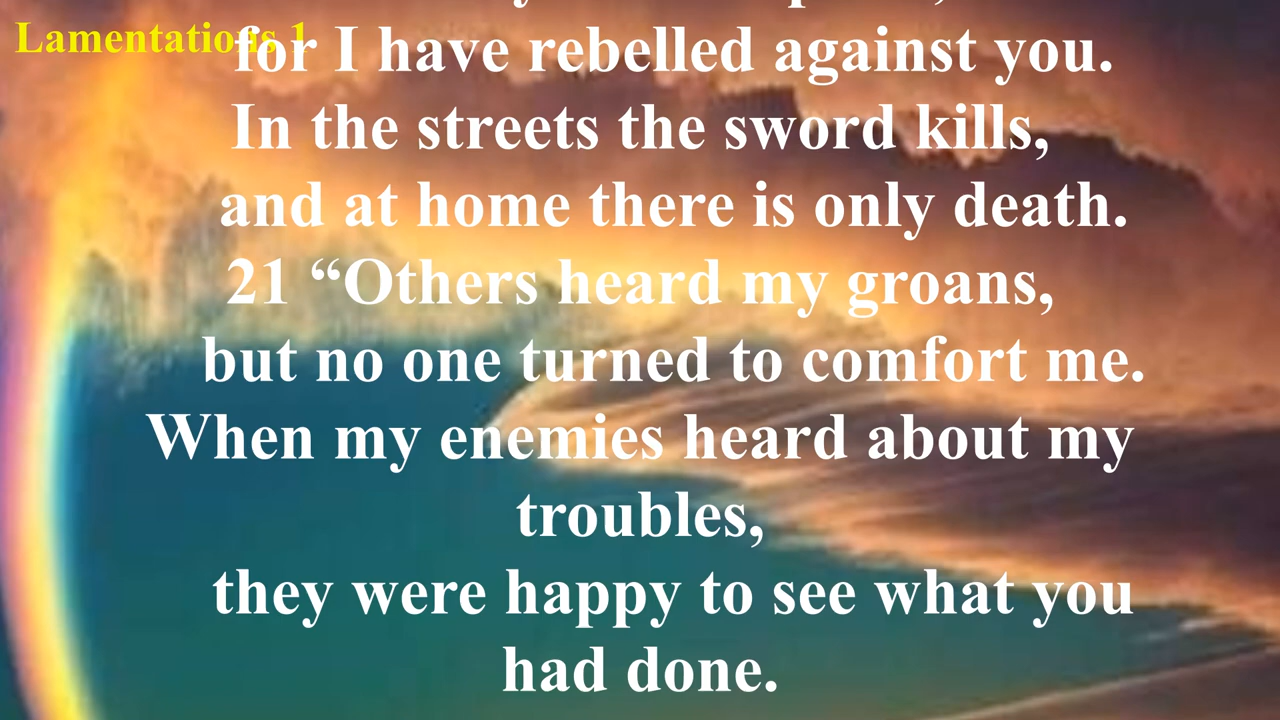 Lamentations 1
for I have rebelled against you.
In the streets the sword kills,
and at home there is only death.
21 “Others heard my groans,
but no one turned to comfort me.
When my enemies heard about my
troubles,
they were happy to see what you
had done.